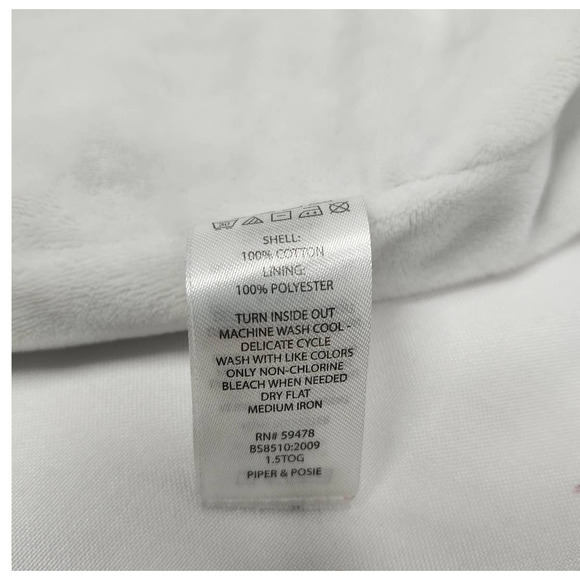 SHELL:
100% COTTON
LINING:
100% POLYESTER
TURN INSIDE OUT
MACHINE WASH COOL -
DELICATE CYCLE
WASH WITH LIKE COLORS
ONLY NON-CHLORINE
BLEACH WHEN NEEDED
DRY FLAT
MEDIUM IRON
RN# 59478
BS8510:2009
1.5TOG
PIPER & POSIE